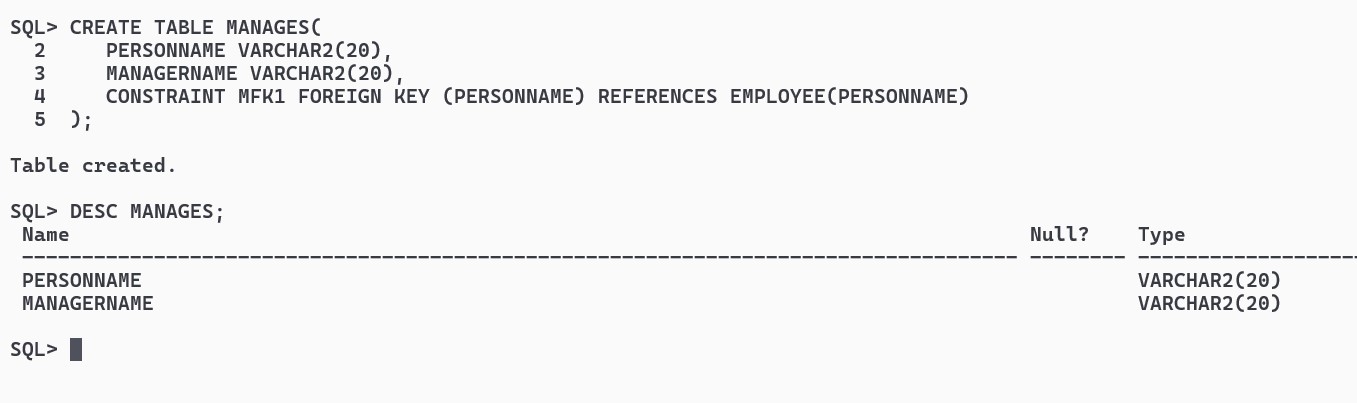 SQL> CREATE TABLE MANAGES(
  2     PERSONNAME VARCHAR2(20),
  3     MANAGERNAME VARCHAR2(20),
  4     CONSTRAINT MFK1 FOREIGN KEY (PERSONNAME) REFERENCES EMPLOYEE(PERSONNAME)
  5  );
Table created.
SQL> DESC MANAGES;
 Name                                                                                Null?    Type
 ----------------------------------------------------------------------------------- -------- ------------------
 PERSONNAME                                                                                   VARCHAR2(20)
 MANAGERNAME                                                                                  VARCHAR2(20)
SQL>